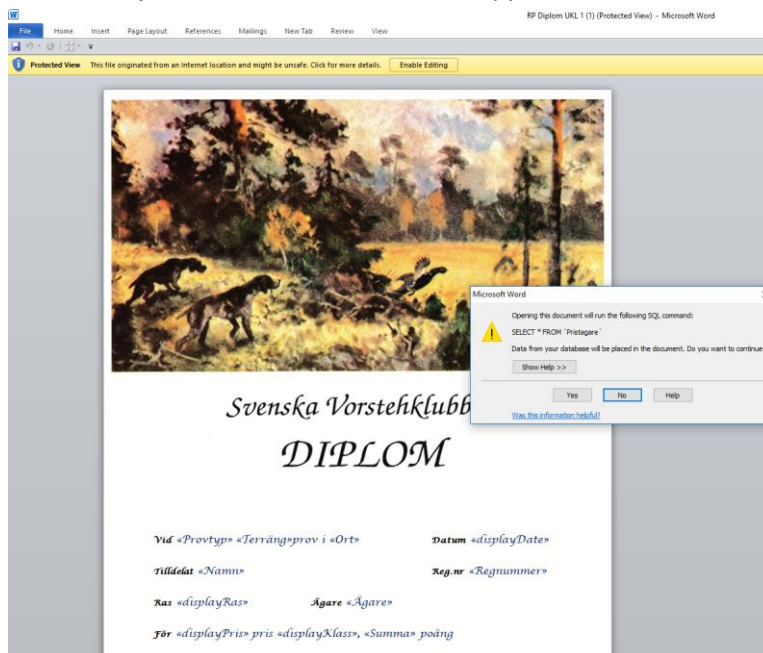 RP Diplom UKL 1 (1) (Protected View) - Microsoft Word
File Home Insert Page Layout References Mailings New Tab Review View
Protected View This file originated from an Internet location and might be unsafe. Click for more details. Enable Editing
Microsoft Word
Opening this document will run the following SQL command:
SELECT * FROM `Pristagare`
Data from your database will be placed in the document. Do you want to continue
Show Help >>
Yes No Help
Was this information helpful?
Svenska Vorstehklubb
DIPLOM
Vid «Provtyp» «Terräng»prov i «Ort» Datum «displayDate»
Tilldelat «Namn» Reg.nr «Regnummer»
Ras «displayRas» Ägare «Ägare»
För «displayPris» pris «displayKlass», «Summa» poäng